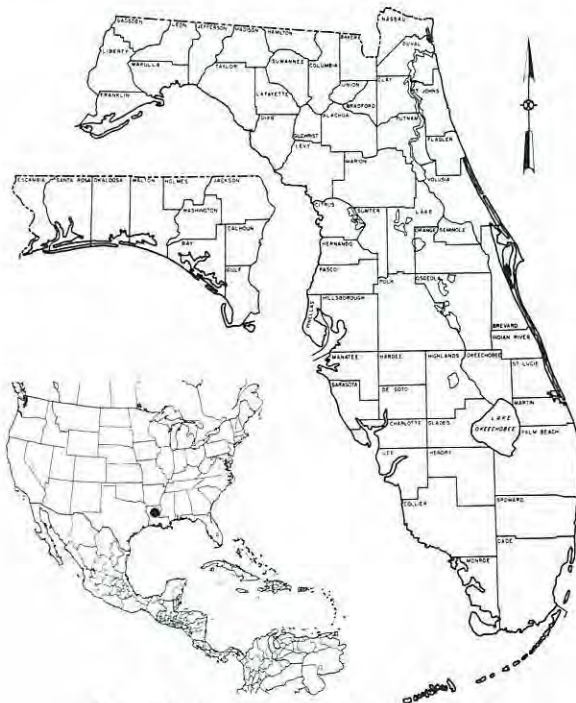 NASSAU
GADSDEN
LEON
JEFFERSON
MADISON
HAMILTON
BAKER
DUVAL
LIBERTY
WAKULLA
TAYLOR
SUWANNEE
COLUMBIA
UNION
CLAY
ST JOHNS
FRANKLIN
LAFAYETTE
BRADFORD
DIXIE
ALACHUA
PUTNAM
GILCHRIST
LEVY
FLAGLER
MARION
VOLUSIA
ESCAMBIA
SANTA ROSA
OKALOOSA
WALTON
HOLMES
JACKSON
WASHINGTON
BAY
CALHOUN
GULF
CITRUS
SUMTER
LAKE
HERNANDO
ORANGE
SEMINOLE
PASCO
POLK
OSCEOLA
PINELLAS
HILLSBOROUGH
BREVARD
INDIAN RIVER
MANATEE
HARDEE
HIGHLANDS
OKEECHOBEE
ST LUCIE
SARASOTA
DE SOTO
MARTIN
CHARLOTTE
GLADES
LAKE
OKEECHOBEE
PALM BEACH
LEE
HENDRY
COLLIER
BROWARD
DADE
MONROE